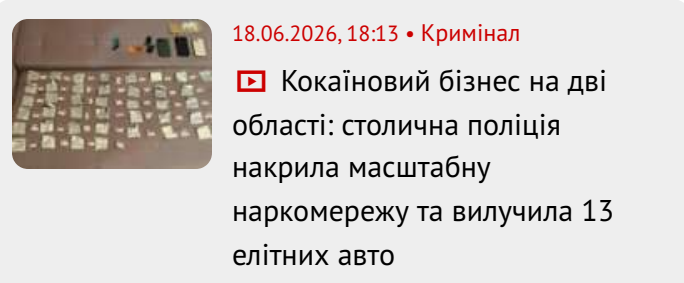 18.06.2026, 18:13 • Кримінал
Кокаїновий бізнес на дві
області: столична поліція
накрила масштабну
наркомережу та вилучила 13
елітних авто